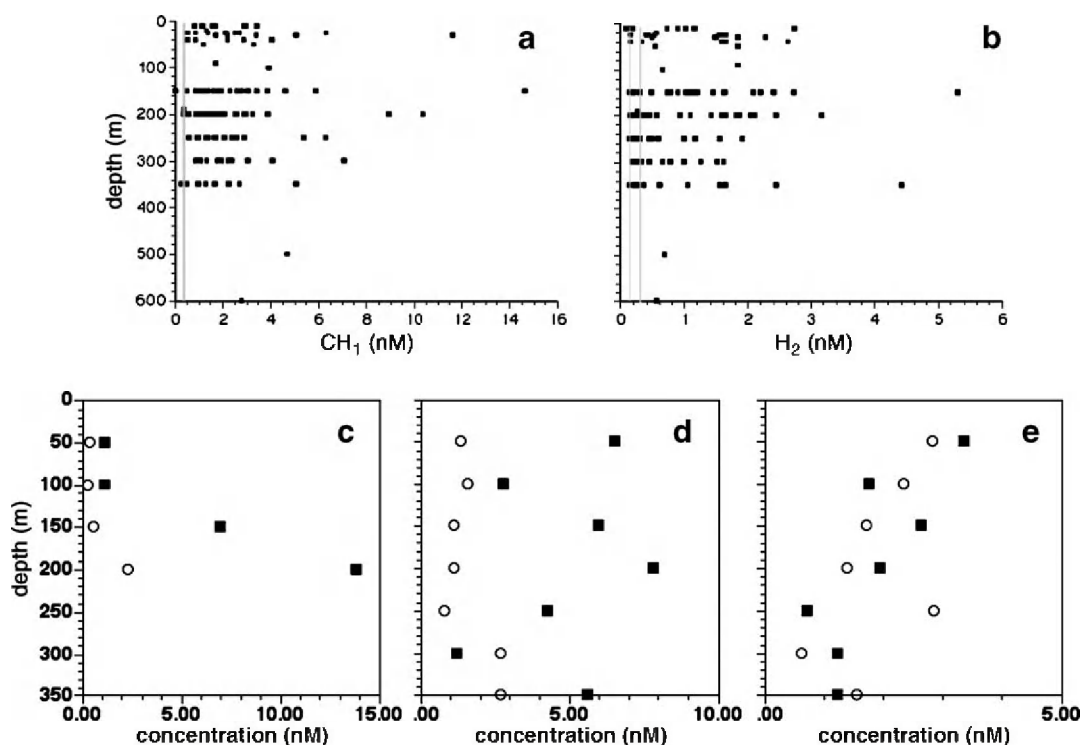 a
b
0
100
200
300
400
500
600
depth (m)
0 2 4 6 8 10 12 14 16
CH₁ (nM)
0 1 2 3 4 5 6
H₂ (nM)
c
d
e
0
50
100
150
200
250
300
350
depth (m)
0.00 5.00 10.00 15.00
concentration (nM)
.00 5.00 10.00
concentration (nM)
.00 5.00
concentration (nM)